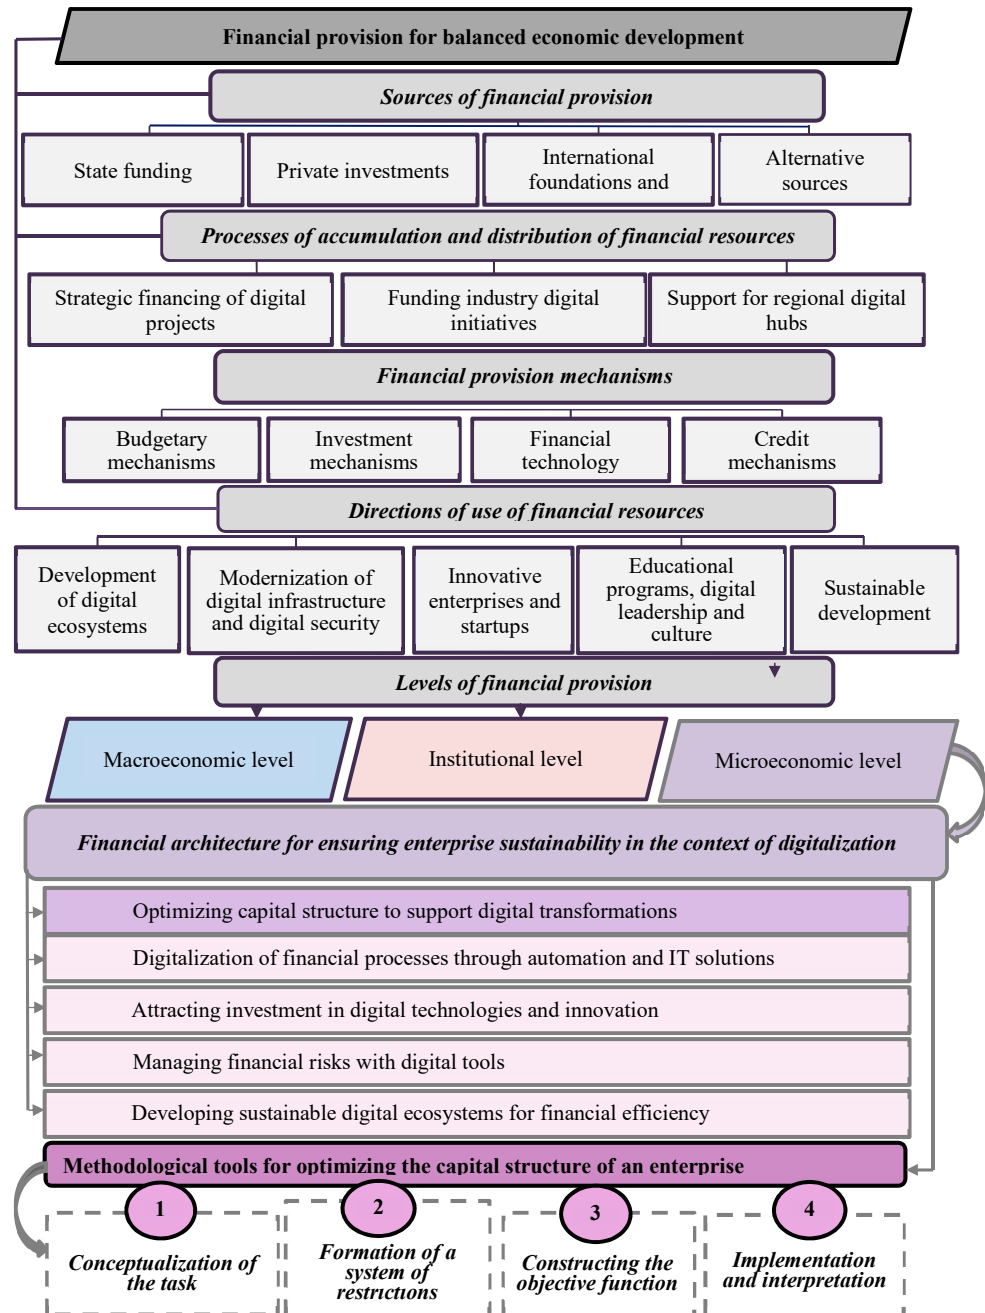 Financial provision for balanced economic development
Sources of financial provision
State funding
Private investments
International
foundations and
Alternative
sources
Processes of accumulation and distribution of financial resources
Strategic financing of digital
projects
Funding industry digital
initiatives
Support for regional digital
hubs
Financial provision mechanisms
Budgetary
mechanisms
Investment
mechanisms
Financial
technology
Credit
mechanisms
Directions of use of financial resources
Development
of digital
ecosystems
Modernization of
digital infrastructure
and digital security
Innovative
enterprises and
startups
Educational
programs, digital
leadership and
culture
Sustainable
development
Levels of financial provision
Macroeconomic level
Institutional level
Microeconomic level
Financial architecture for ensuring enterprise sustainability in the context of digitalization
Optimizing capital structure to support digital transformations
Digitalization of financial processes through automation and IT solutions
Attracting investment in digital technologies and innovation
Managing financial risks with digital tools
Developing sustainable digital ecosystems for financial efficiency
Methodological tools for optimizing the capital structure of an enterprise
1
2
3
4
Conceptualization of
the task
Formation of a
system of
restrictions
Constructing the
objective function
Implementation
and interpretation